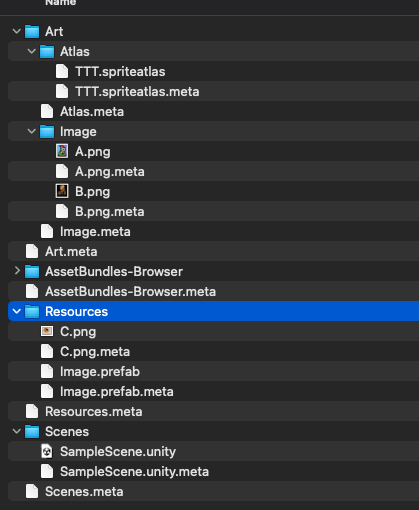 Name
Art
Atlas
TTT.spriteatlas
TTT.spriteatlas.meta
Atlas.meta
Image
A.png
A.png.meta
B.png
B.png.meta
Image.meta
Art.meta
AssetBundles-Browser
AssetBundles-Browser.meta
Resources
C.png
C.png.meta
Image.prefab
Image.prefab.meta
Resources.meta
Scenes
SampleScene.unity
SampleScene.unity.meta
Scenes.meta